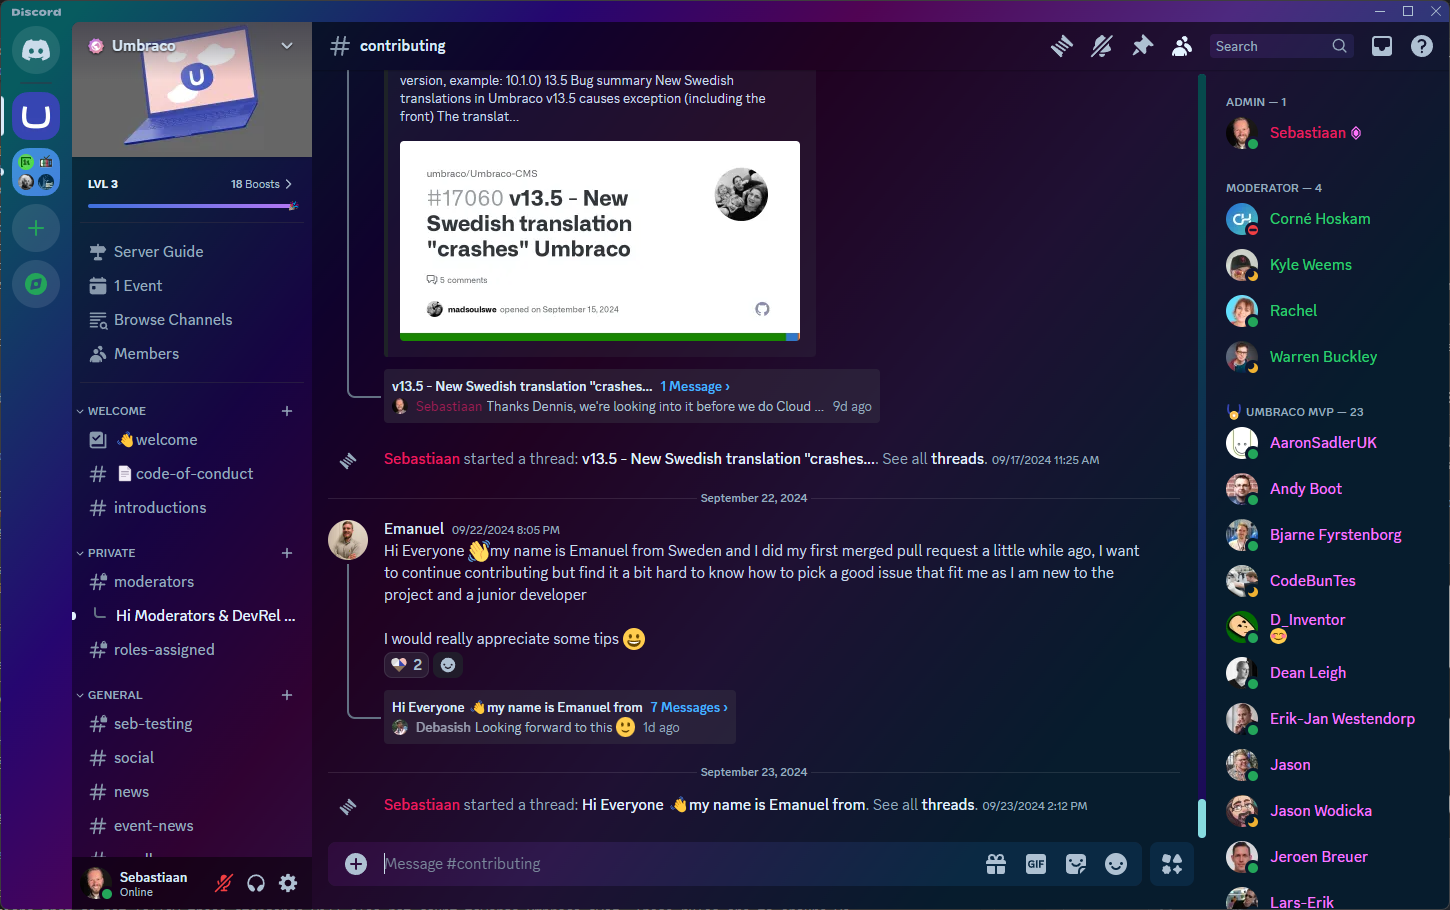 Discord
Umbraco
LVL 3
18 Boosts
Server Guide
1 Event
Browse Channels
Members
WELCOME
👋welcome
📄code-of-conduct
introductions
PRIVATE
moderators
Hi Moderators & DevRel ...
roles-assigned
GENERAL
seb-testing
social
news
event-news
Sebastiaan
Online
contributing
Search
version, example: 10.1.0) 13.5 Bug summary New Swedish
translations in Umbraco v13.5 causes exception (including the
front) The translat...
umbraco/Umbraco-CMS
#17060 v13.5 - New
Swedish translation
"crashes" Umbraco
5 comments
madsoulswe opened on September 15, 2024
v13.5 - New Swedish translation "crashes... 1 Message ›
Sebastiaan Thanks Dennis, we're looking into it before we do Cloud ... 9d ago
Sebastiaan started a thread: v13.5 - New Swedish translation "crashes.... See all threads. 09/17/2024 11:25 AM
September 22, 2024
Emanuel 09/22/2024 8:05 PM
Hi Everyone 👋my name is Emanuel from Sweden and I did my first merged pull request a little while ago, I want
to continue contributing but find it a bit hard to know how to pick a good issue that fit me as I am new to the
project and a junior developer
I would really appreciate some tips 😀
2
Hi Everyone 👋my name is Emanuel from 7 Messages ›
Debasish Looking forward to this 🙂 1d ago
September 23, 2024
Sebastiaan started a thread: Hi Everyone 👋my name is Emanuel from. See all threads. 09/23/2024 2:12 PM
Message #contributing
GIF
ADMIN — 1
Sebastiaan
MODERATOR — 4
CH
Corné Hoskam
Kyle Weems
Rachel
Warren Buckley
UMBRACO MVP — 23
AaronSadlerUK
Andy Boot
Bjarne Fyrstenborg
CodeBunTes
D_Inventor
😊
Dean Leigh
Erik-Jan Westendorp
Jason
Jason Wodicka
Jeroen Breuer
Lars-Erik